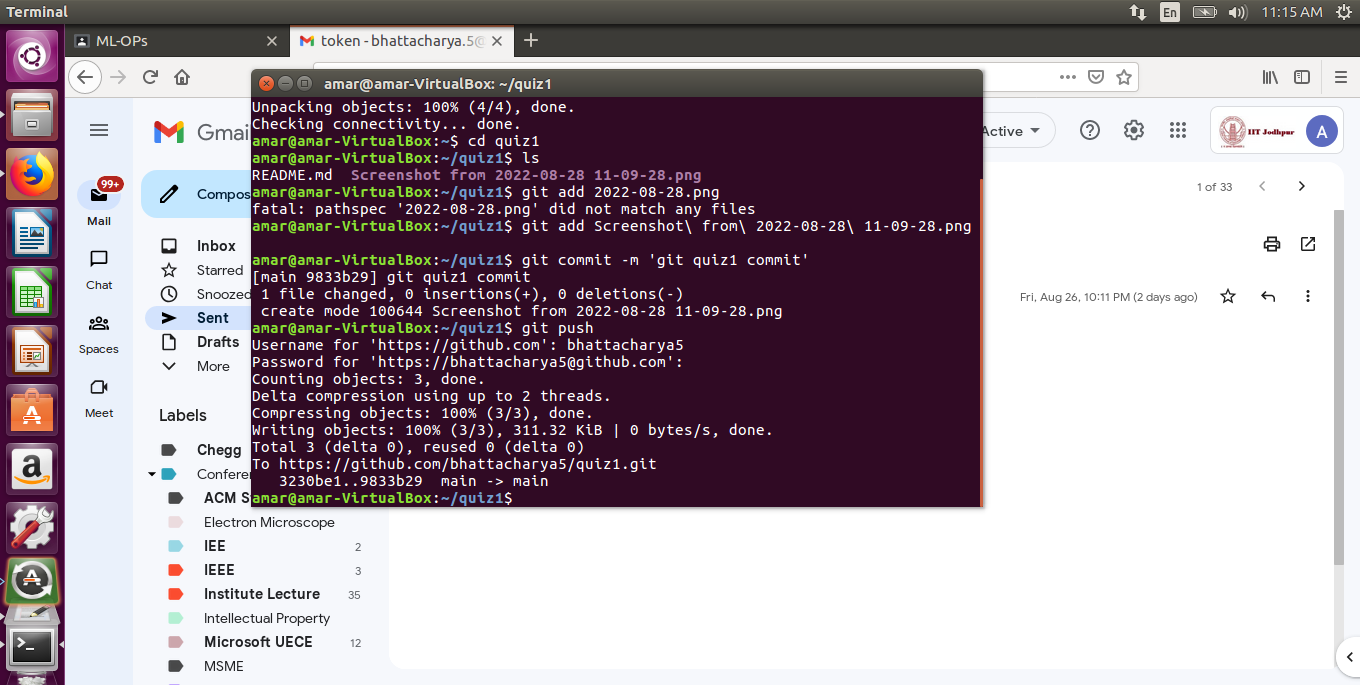 Terminal
En
11:15 AM
ML-OPs
token - bhattacharya.5@
amar@amar-VirtualBox: ~/quiz1
Unpacking objects: 100% (4/4), done.
Checking connectivity... done.
amar@amar-VirtualBox:~$ cd quiz1
amar@amar-VirtualBox:~/quiz1$ ls
README.md  Screenshot from 2022-08-28 11-09-28.png
amar@amar-VirtualBox:~/quiz1$ git add 2022-08-28.png
fatal: pathspec '2022-08-28.png' did not match any files
amar@amar-VirtualBox:~/quiz1$ git add Screenshot\ from\ 2022-08-28\ 11-09-28.png
amar@amar-VirtualBox:~/quiz1$ git commit -m 'git quiz1 commit'
[main 9833b29] git quiz1 commit
 1 file changed, 0 insertions(+), 0 deletions(-)
 create mode 100644 Screenshot from 2022-08-28 11-09-28.png
amar@amar-VirtualBox:~/quiz1$ git push
Username for 'https://github.com': bhattacharya5
Password for 'https://bhattacharya5@github.com':
Counting objects: 3, done.
Delta compression using up to 2 threads.
Compressing objects: 100% (3/3), done.
Writing objects: 100% (3/3), 311.32 KiB | 0 bytes/s, done.
Total 3 (delta 0), reused 0 (delta 0)
To https://github.com/bhattacharya5/quiz1.git
   3230be1..9833b29  main -> main
amar@amar-VirtualBox:~/quiz1$
99+
Mail
Chat
Spaces
Meet
Gmai
Compos
Inbox
Starred
Snoozed
Sent
Drafts
More
Labels
Chegg
Conferen
ACM S
Electron Microscope
IEE 2
IEEE 3
Institute Lecture 35
Intellectual Property
Microsoft UECE 12
MSME
Active
IIT Jodhpur
A
1 of 33
Fri, Aug 26, 10:11 PM (2 days ago)